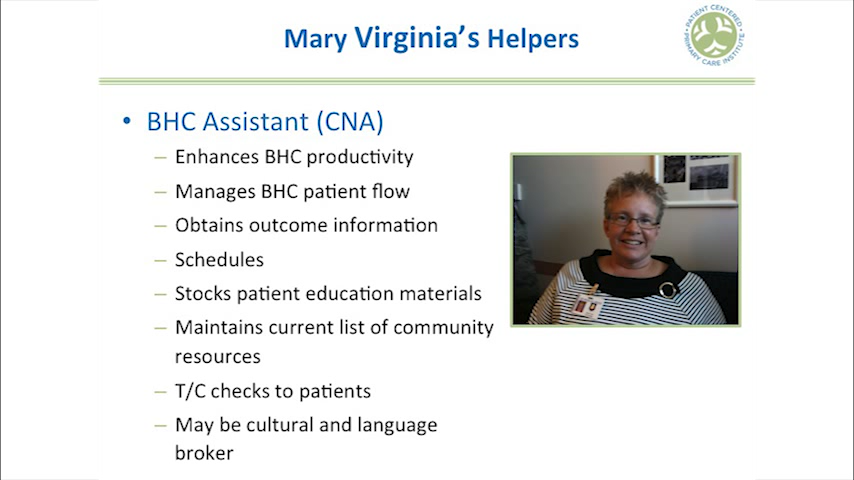 Mary Virginia's Helpers
PATIENT CENTERED
PRIMARY CARE INSTITUTE
• BHC Assistant (CNA)
– Enhances BHC productivity
– Manages BHC patient flow
– Obtains outcome information
– Schedules
– Stocks patient education materials
– Maintains current list of community
resources
– T/C checks to patients
– May be cultural and language
broker